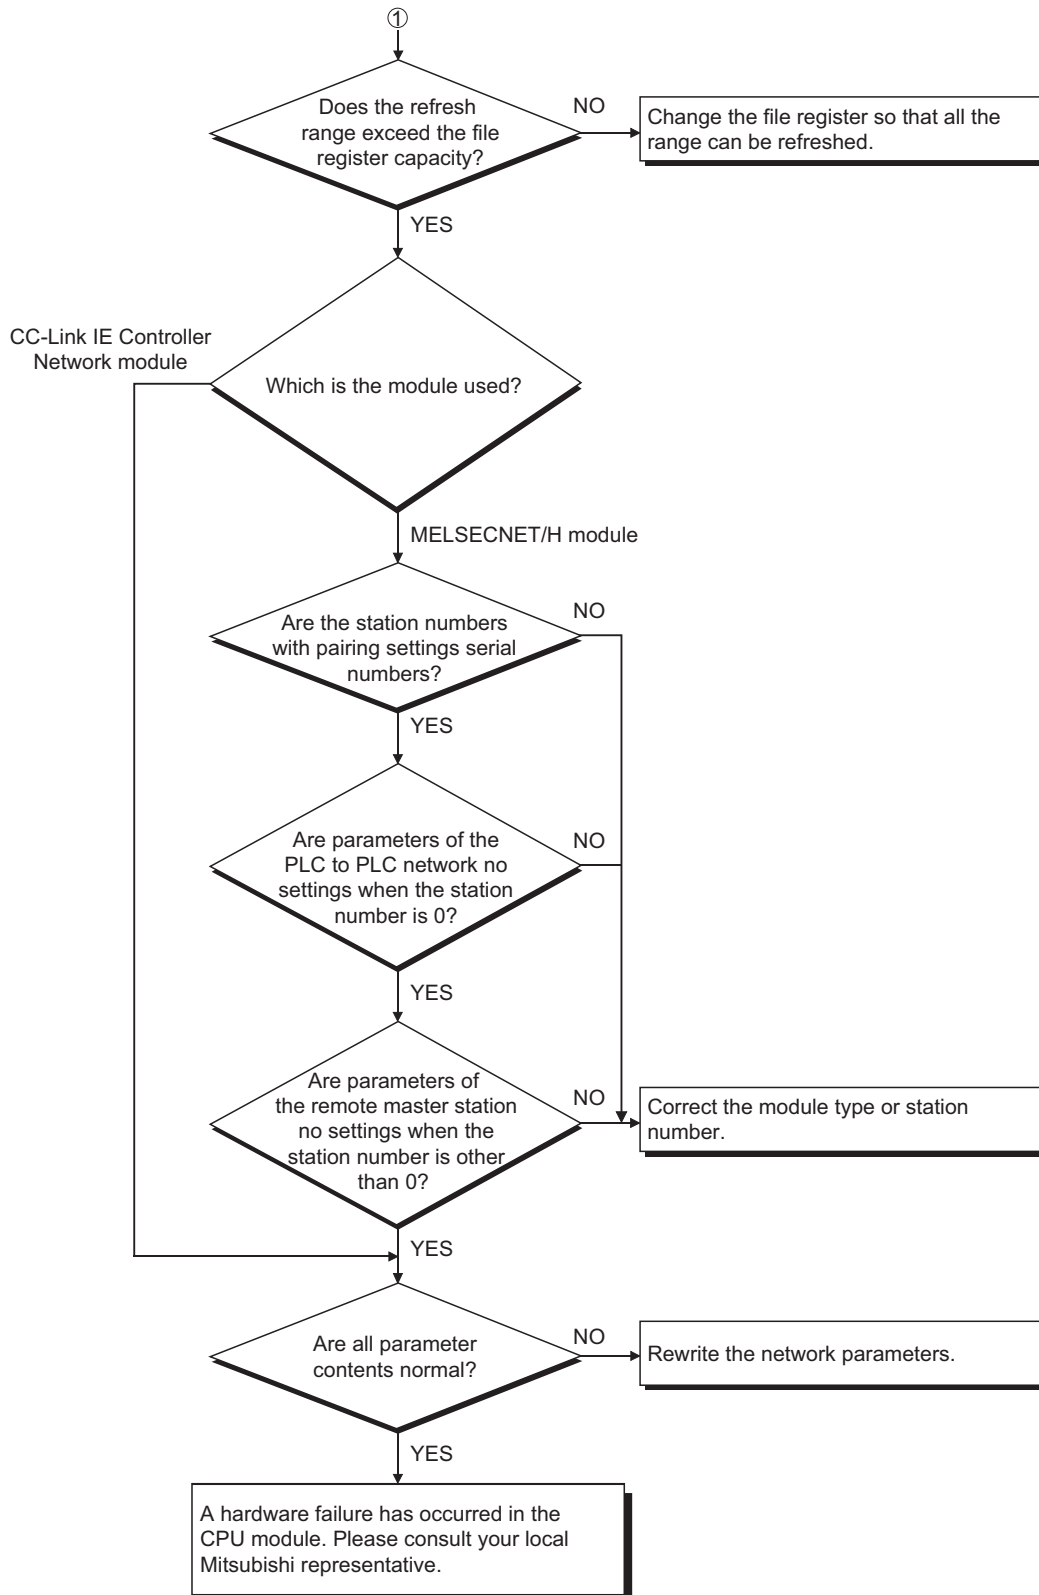 ①
Does the refresh
range exceed the file
register capacity?
NO
Change the file register so that all the
range can be refreshed.
YES
CC-Link IE Controller
Network module
Which is the module used?
MELSECNET/H module
Are the station numbers
with pairing settings serial
numbers?
NO
YES
Are parameters of the
PLC to PLC network no
settings when the station
number is 0?
NO
YES
Are parameters of
the remote master station
no settings when the
station number is other
than 0?
NO
Correct the module type or station
number.
YES
Are all parameter
contents normal?
NO
Rewrite the network parameters.
YES
A hardware failure has occurred in the
CPU module. Please consult your local
Mitsubishi representative.